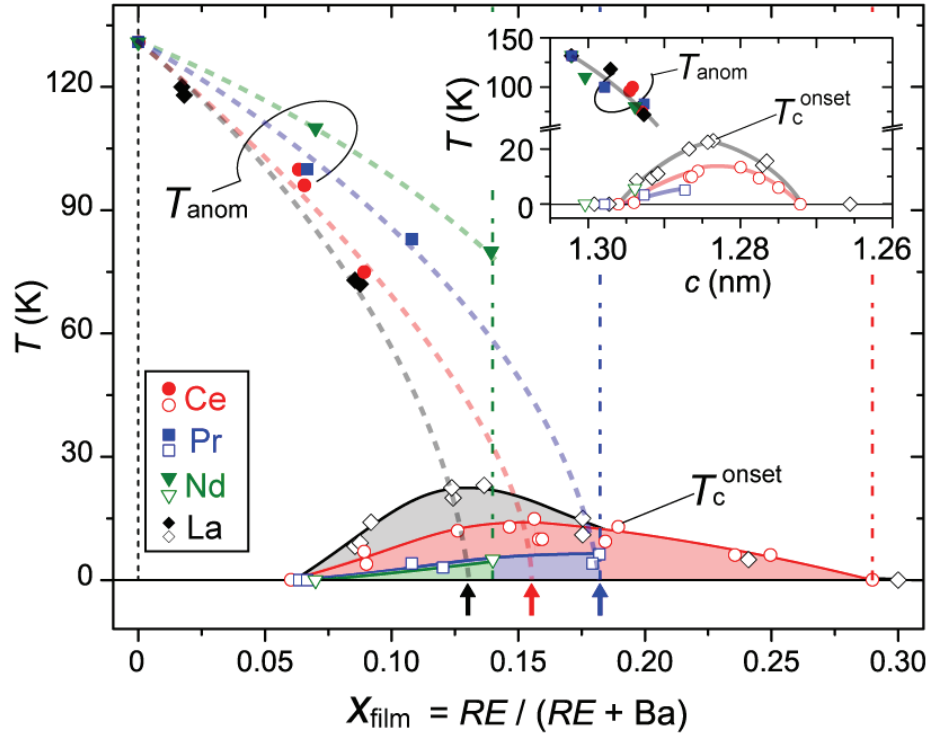 120
90
60
30
0
T (K)
T_anom
Ce
Pr
Nd
La
T_c^onset
0
0.05
0.10
0.15
0.20
0.25
0.30
x_film = RE / (RE + Ba)
150
100
50
20
0
T (K)
T_anom
T_c^onset
1.30
1.28
1.26
c (nm)